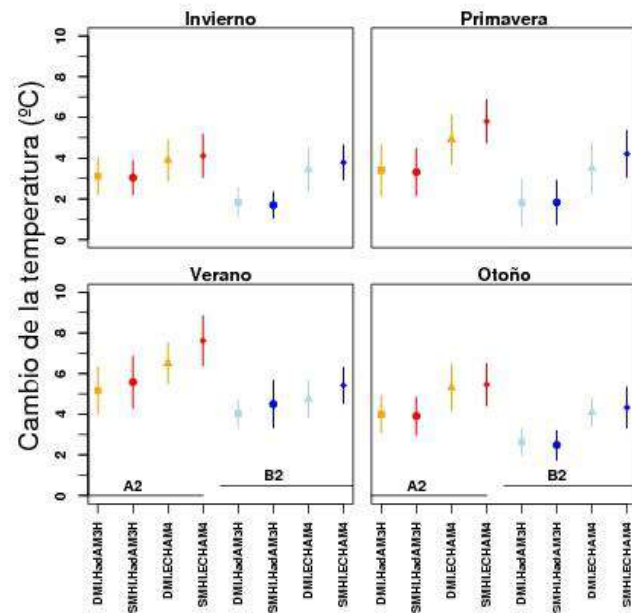 Invierno
Primavera
Cambio de la temperatura (ºC)
10
8
6
4
2
0
Verano
Otoño
10
8
6
4
2
0
A2
B2
A2
B2
DMI.HadAM3H
SMHI.HadAM3H
DMI.ECHAM4
SMHI.ECHAM4
DMI.HadAM3H
SMHI.HadAM3H
DMI.ECHAM4
SMHI.ECHAM4
DMI.HadAM3H
SMHI.HadAM3H
DMI.ECHAM4
SMHI.ECHAM4
DMI.HadAM3H
SMHI.HadAM3H
DMI.ECHAM4
SMHI.ECHAM4